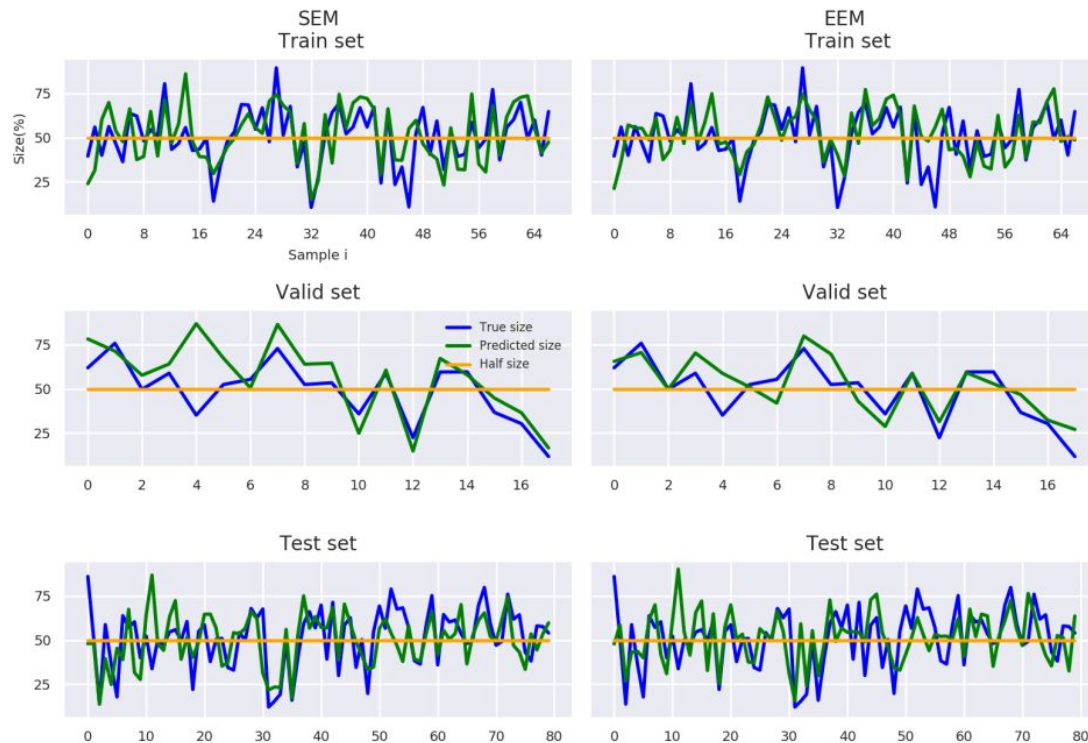 SEM
Train set
EEM
Train set
Size(%)
75
50
25
0 8 16 24 32 40 48 56 64
0 8 16 24 32 40 48 56 64
Sample i
Valid set
Valid set
True size
Predicted size
Half size
75
50
25
0 2 4 6 8 10 12 14 16
0 2 4 6 8 10 12 14 16
Test set
Test set
75
50
25
0 10 20 30 40 50 60 70 80
0 10 20 30 40 50 60 70 80